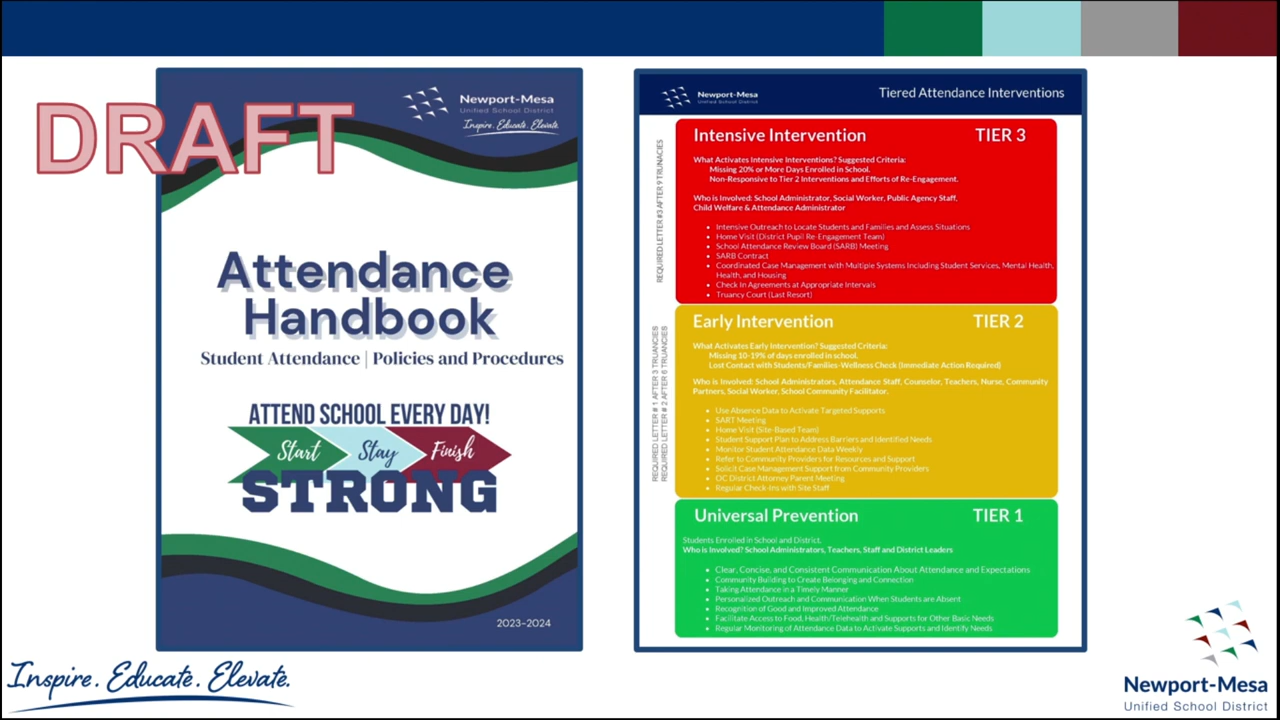 DRAFT
Newport-Mesa
Unified School District
Inspire. Educate. Elevate.
Attendance
Handbook
Student Attendance | Policies and Procedures
ATTEND SCHOOL EVERY DAY!
Start Stay Finish
STRONG
2023-2024
Newport-Mesa
Unified School District
Tiered Attendance Interventions
REQUIRED LETTER #3 AFTER 9 TRUNACIES
Intensive Intervention TIER 3
What Activates Intensive Interventions? Suggested Criteria:
Missing 20% or More Days Enrolled in School.
Non-Responsive to Tier 2 Interventions and Efforts of Re-Engagement.
Who is Involved: School Administrator, Social Worker, Public Agency Staff,
Child Welfare & Attendance Administrator
• Intensive Outreach to Locate Students and Families and Assess Situations
• Home Visit (District Pupil Re-Engagement Team)
• School Attendance Review Board (SARB) Meeting
• SARB Contract
• Coordinated Case Management with Multiple Systems Including Student Services, Mental Health,
Health, and Housing
• Check In Agreements at Appropriate Intervals
• Truancy Court (Last Resort)
REQUIRED LETTER # 1 AFTER 3 TRUANCIES
REQUIRED LETTER # 2 AFTER 6 TRUANCIES
Early Intervention TIER 2
What Activates Early Intervention? Suggested Criteria:
Missing 10-19% of days enrolled in school.
Lost Contact with Students/Families-Wellness Check (Immediate Action Required)
Who is Involved: School Administrators, Attendance Staff, Counselor, Teachers, Nurse, Community
Partners, Social Worker, School Community Facilitator.
• Use Absence Data to Activate Targeted Supports
• SART Meeting
• Home Visit (Site-Based Team)
• Student Support Plan to Address Barriers and Identified Needs
• Monitor Student Attendance Data Weekly
• Refer to Community Providers for Resources and Support
• Solicit Case Management Support from Community Providers
• OC District Attorney Parent Meeting
• Regular Check-Ins with Site Staff
Universal Prevention TIER 1
Students Enrolled in School and District.
Who is Involved? School Administrators, Teachers, Staff and District Leaders
• Clear, Concise, and Consistent Communication About Attendance and Expectations
• Community Building to Create Belonging and Connection
• Taking Attendance in a Timely Manner
• Personalized Outreach and Communication When Students are Absent
• Recognition of Good and Improved Attendance
• Facilitate Access to Food, Health/Telehealth and Supports for Other Basic Needs
• Regular Monitoring of Attendance Data to Activate Supports and Identify Needs
Inspire. Educate. Elevate.
Newport-Mesa
Unified School District